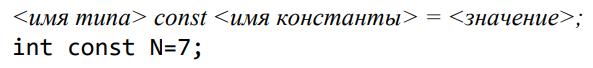 <имя типа> const <имя константы> = <значение>;
int const N=7;